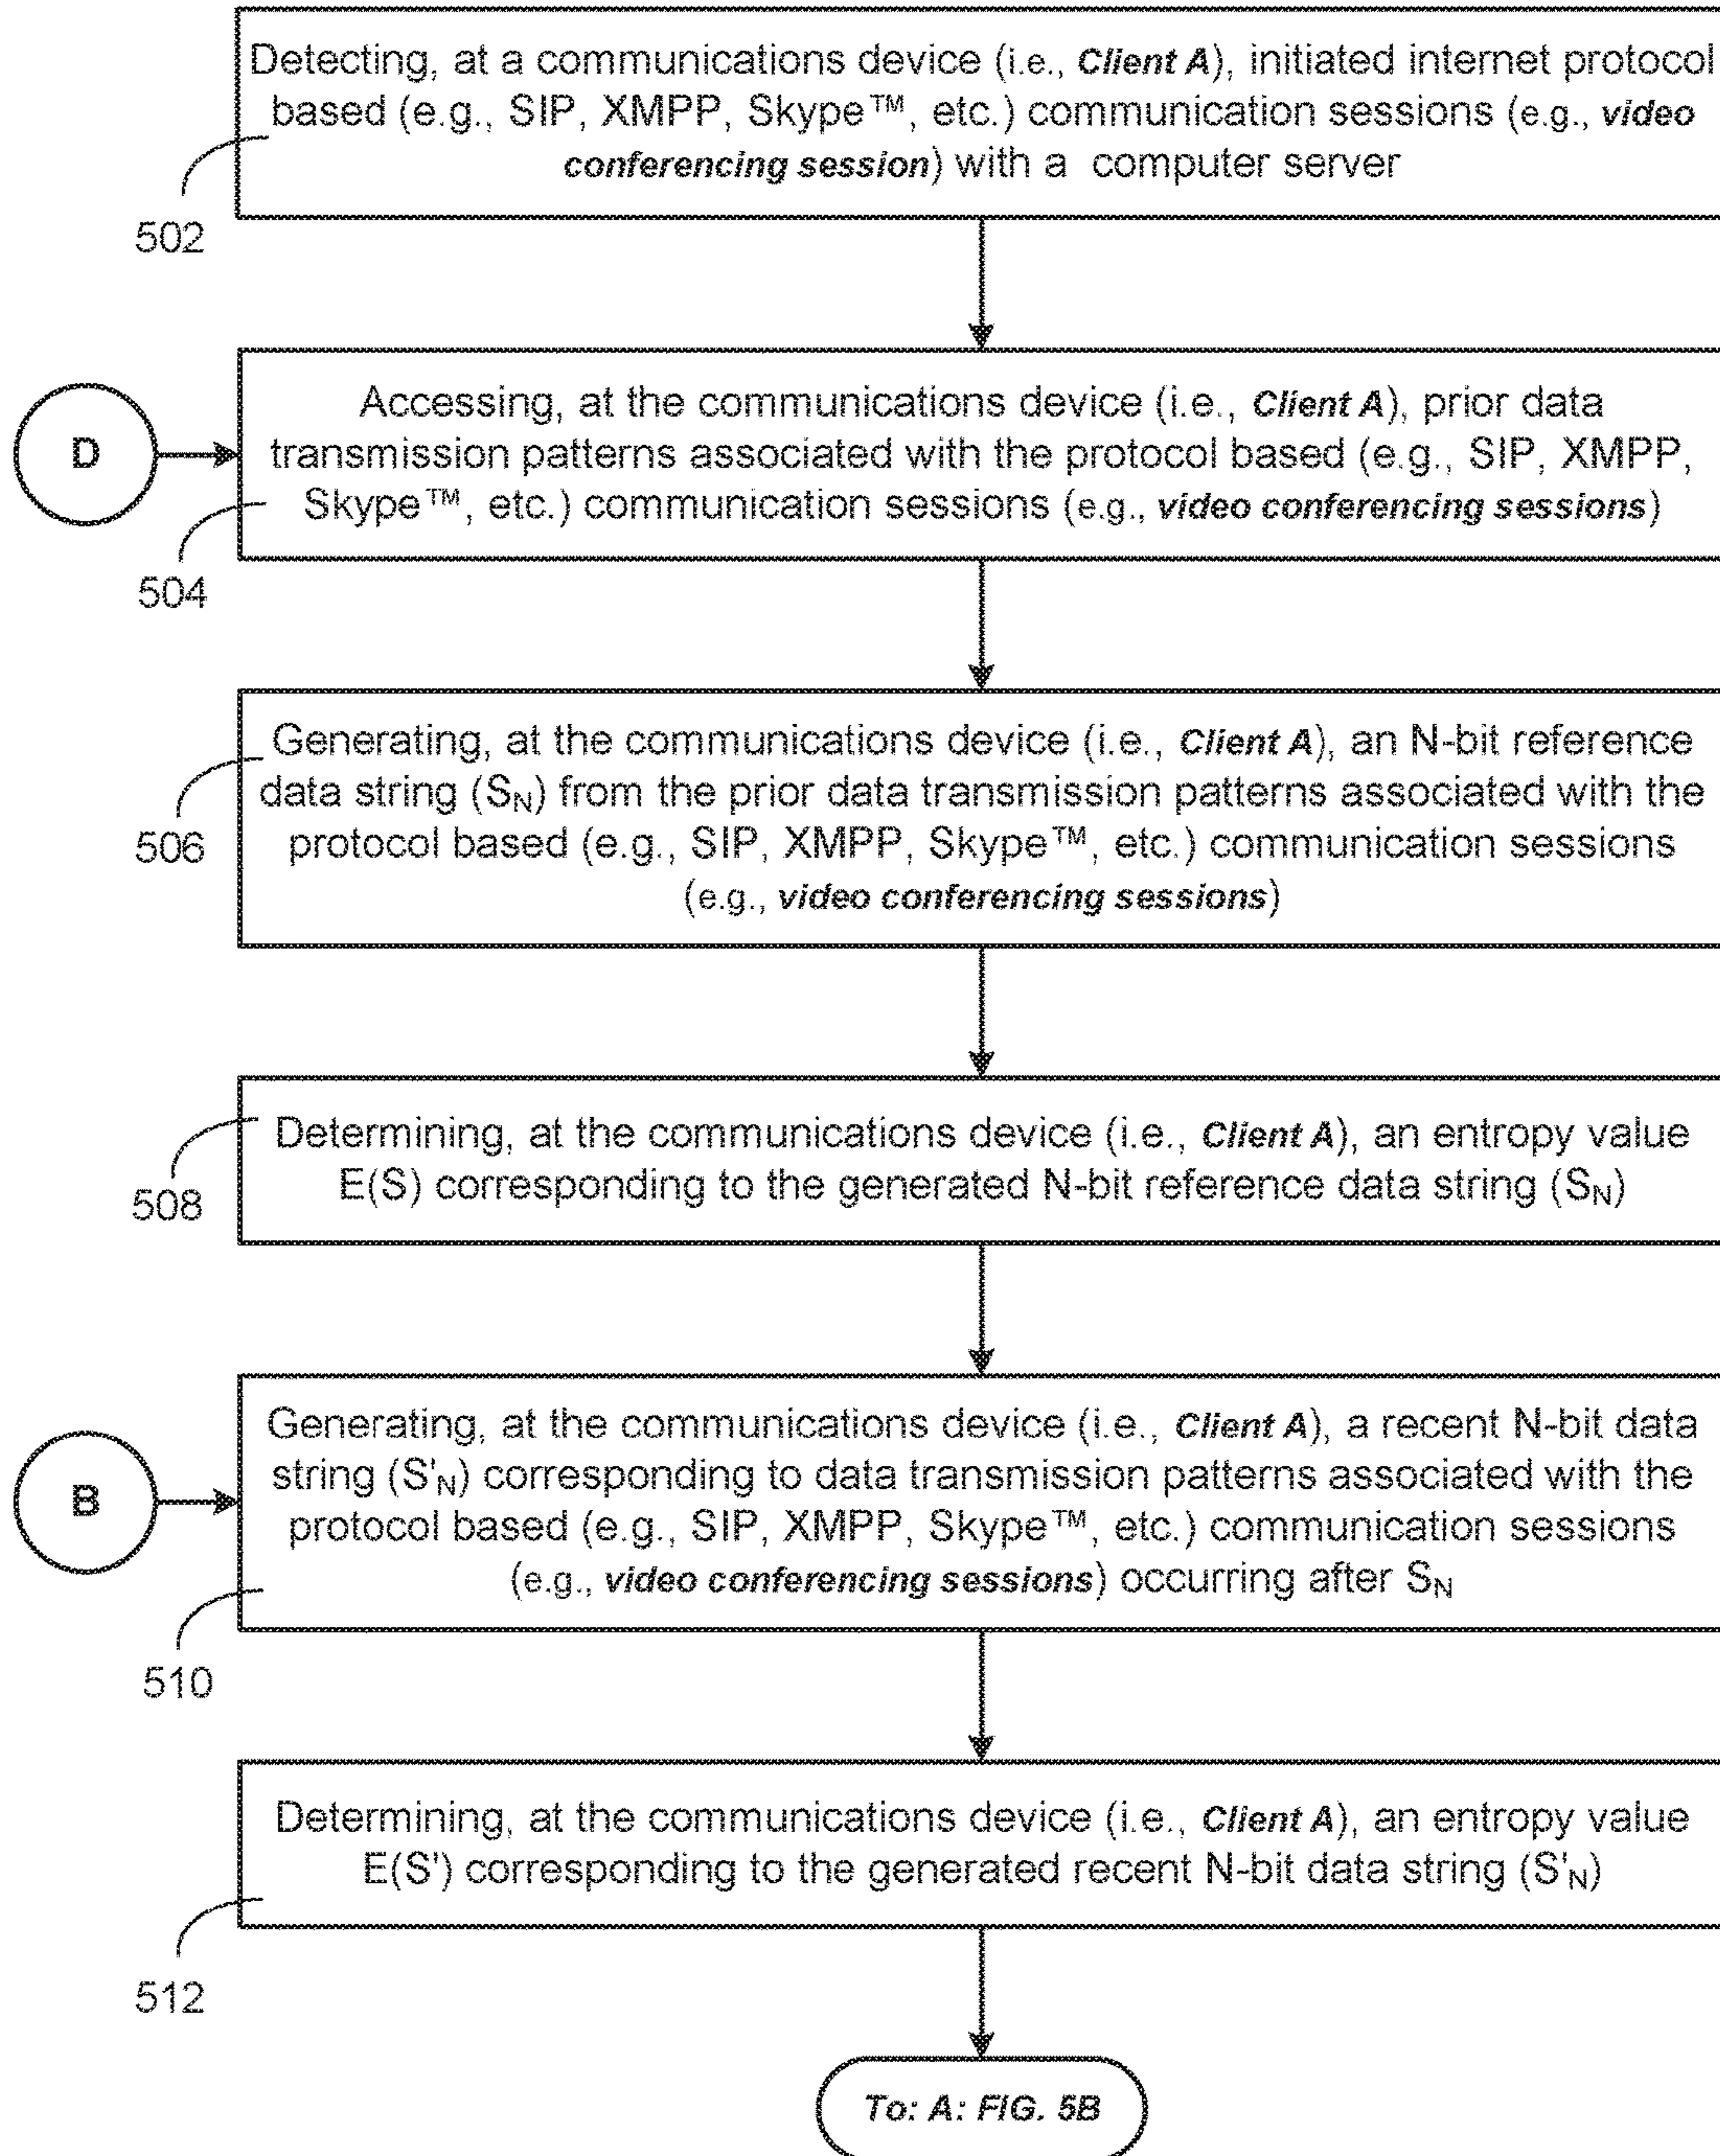 Detecting, at a communications device (i.e., Client A), initiated internet protocol
based (e.g., SIP, XMPP, Skype™, etc.) communication sessions (e.g., video
conferencing session) with a computer server
502
D
Accessing, at the communications device (i.e., Client A), prior data
transmission patterns associated with the protocol based (e.g., SIP, XMPP,
Skype™, etc.) communication sessions (e.g., video conferencing sessions)
504
Generating, at the communications device (i.e., Client A), an N-bit reference
data string (S_N) from the prior data transmission patterns associated with the
protocol based (e.g., SIP, XMPP, Skype™, etc.) communication sessions
(e.g., video conferencing sessions)
506
Determining, at the communications device (i.e., Client A), an entropy value
E(S) corresponding to the generated N-bit reference data string (S_N)
508
B
Generating, at the communications device (i.e., Client A), a recent N-bit data
string (S'_N) corresponding to data transmission patterns associated with the
protocol based (e.g., SIP, XMPP, Skype™, etc.) communication sessions
(e.g., video conferencing sessions) occurring after S_N
510
Determining, at the communications device (i.e., Client A), an entropy value
E(S') corresponding to the generated recent N-bit data string (S'_N)
512
To: A: FIG. 5B